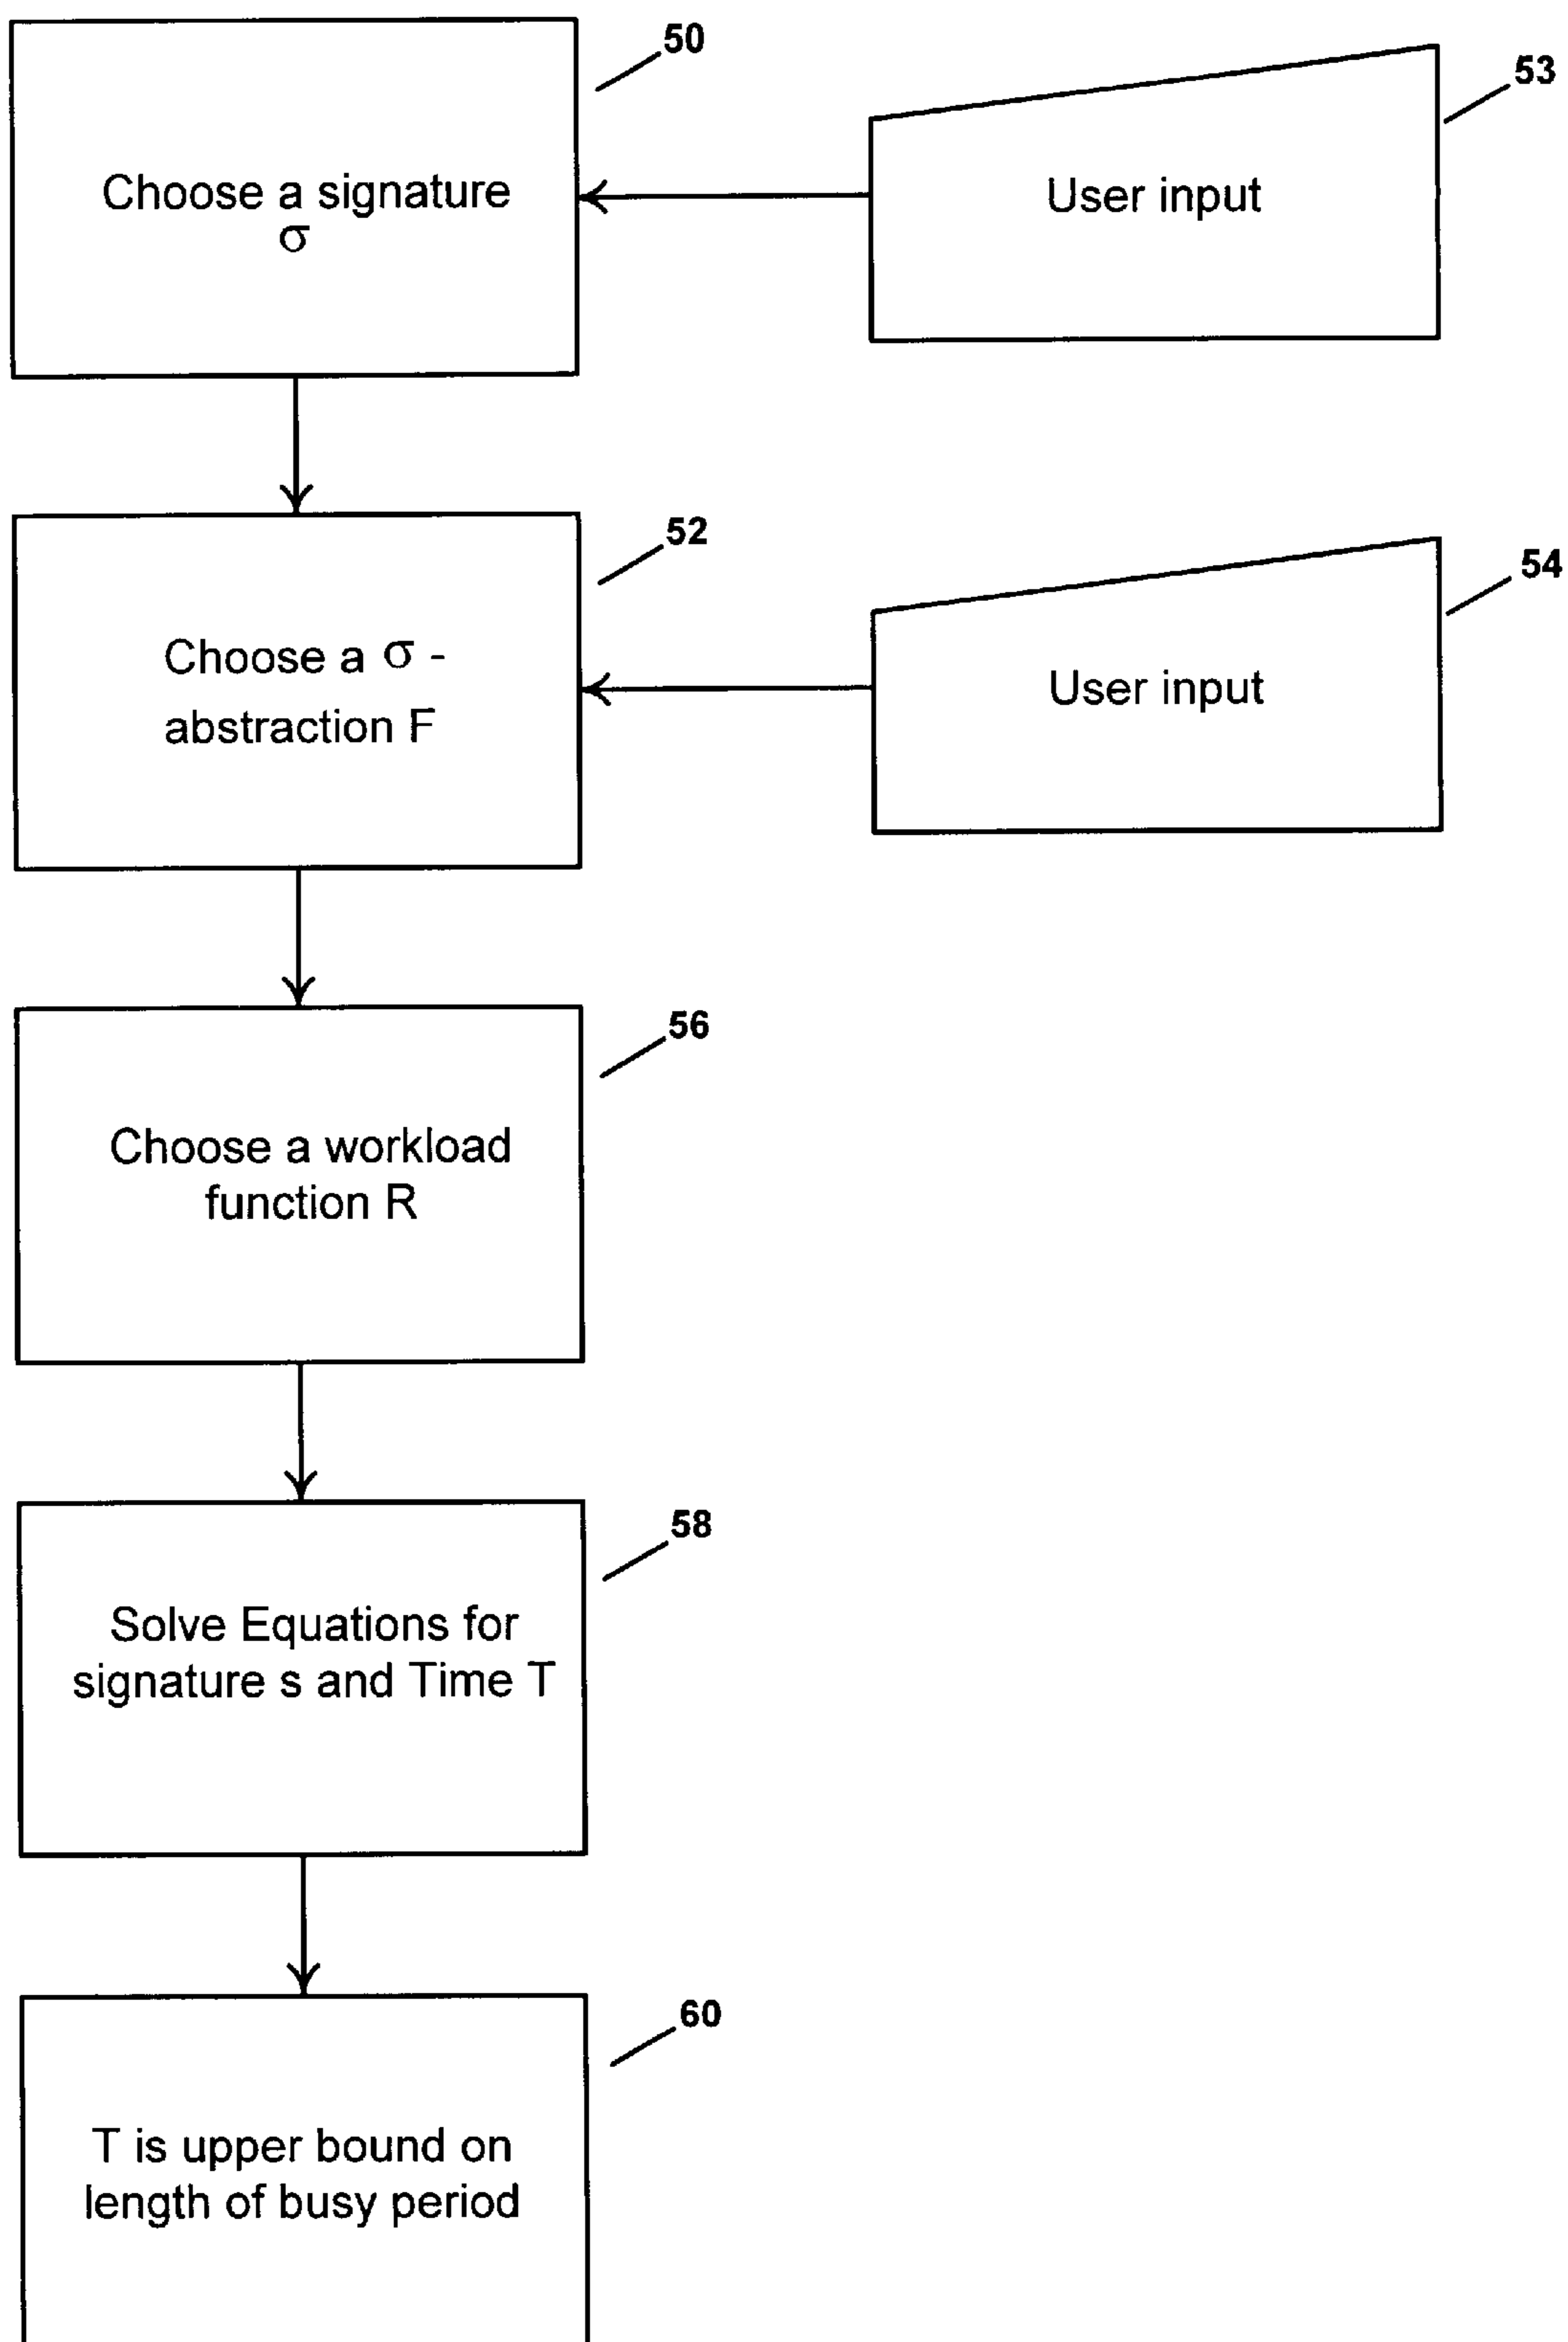 50
53
Choose a signature
σ
User input
52
54
Choose a σ -
abstraction F
User input
56
Choose a workload
function R
58
Solve Equations for
signature s and Time T
60
T is upper bound on
length of busy period